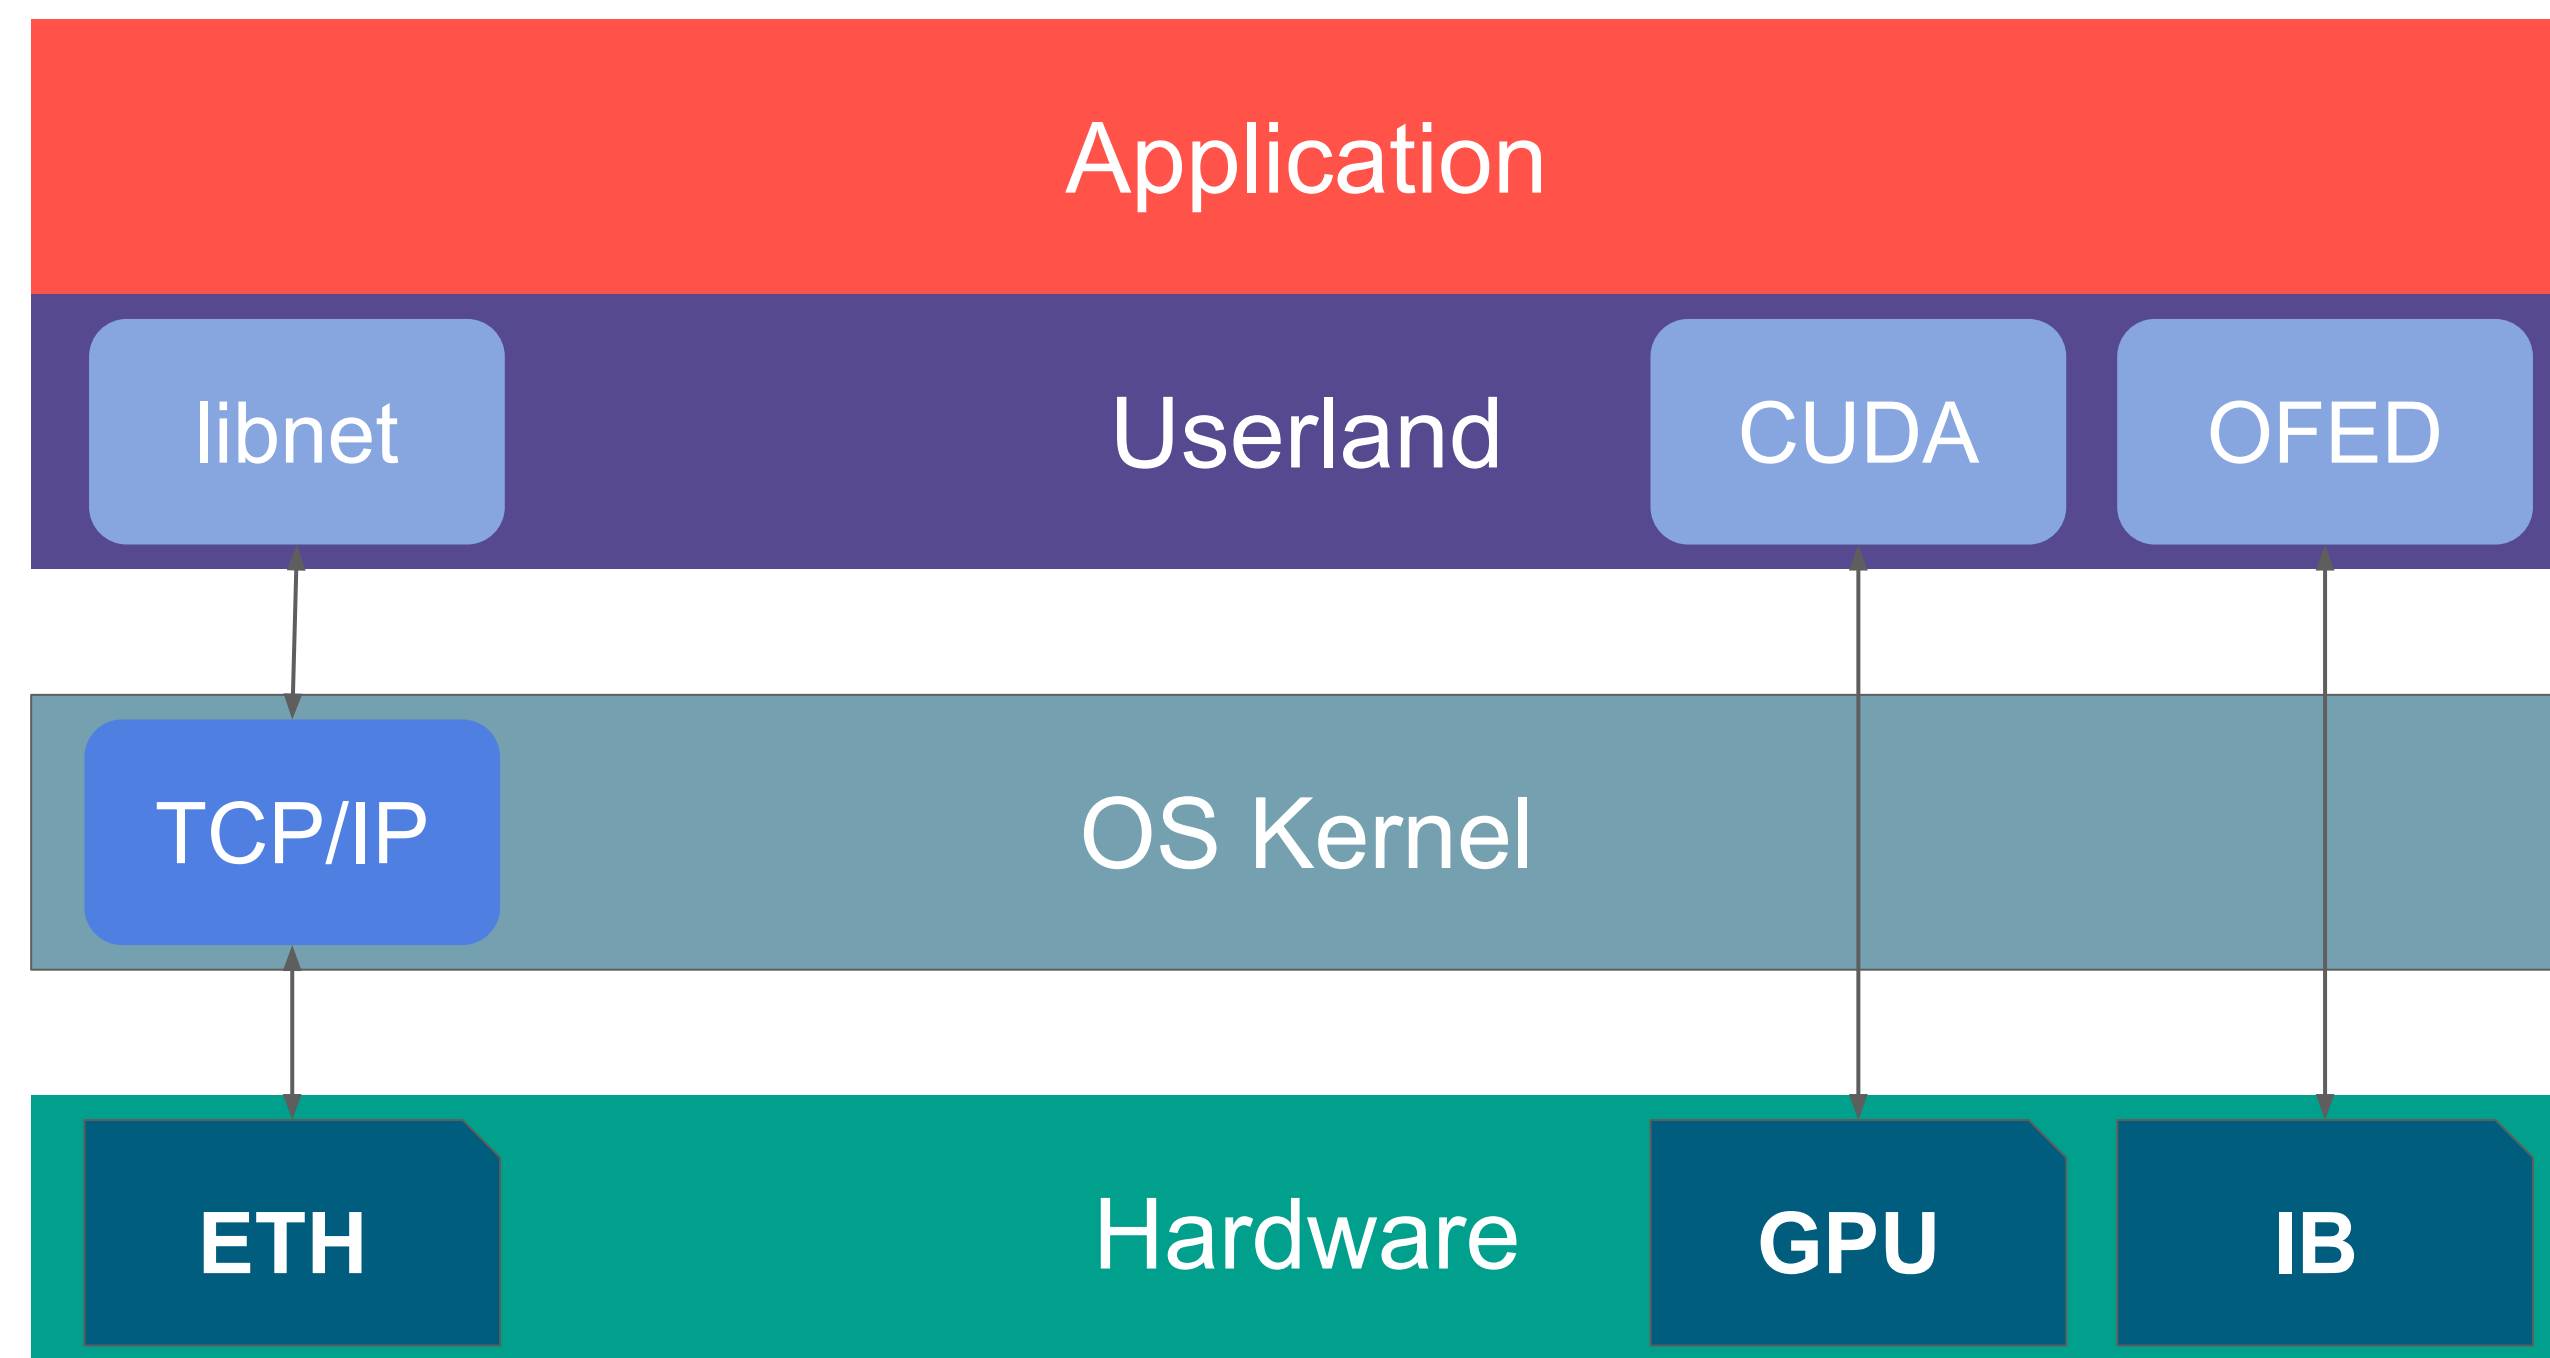 Application
libnet
Userland
CUDA
OFED
TCP/IP
OS Kernel
ETH
Hardware
GPU
IB